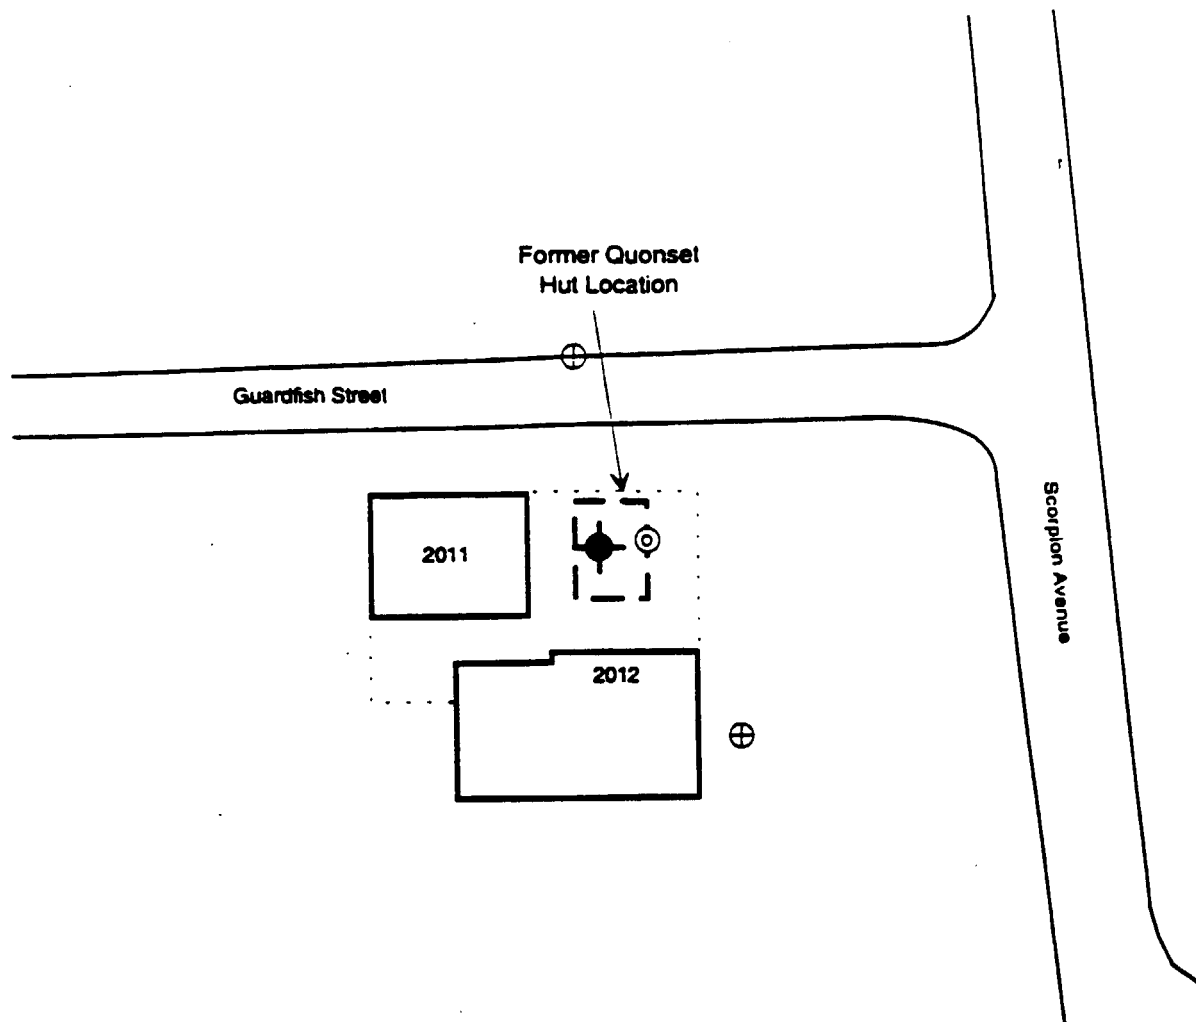 Former Quonset
Hut Location
Guardfish Street
Scorpion Avenue
2011
2012